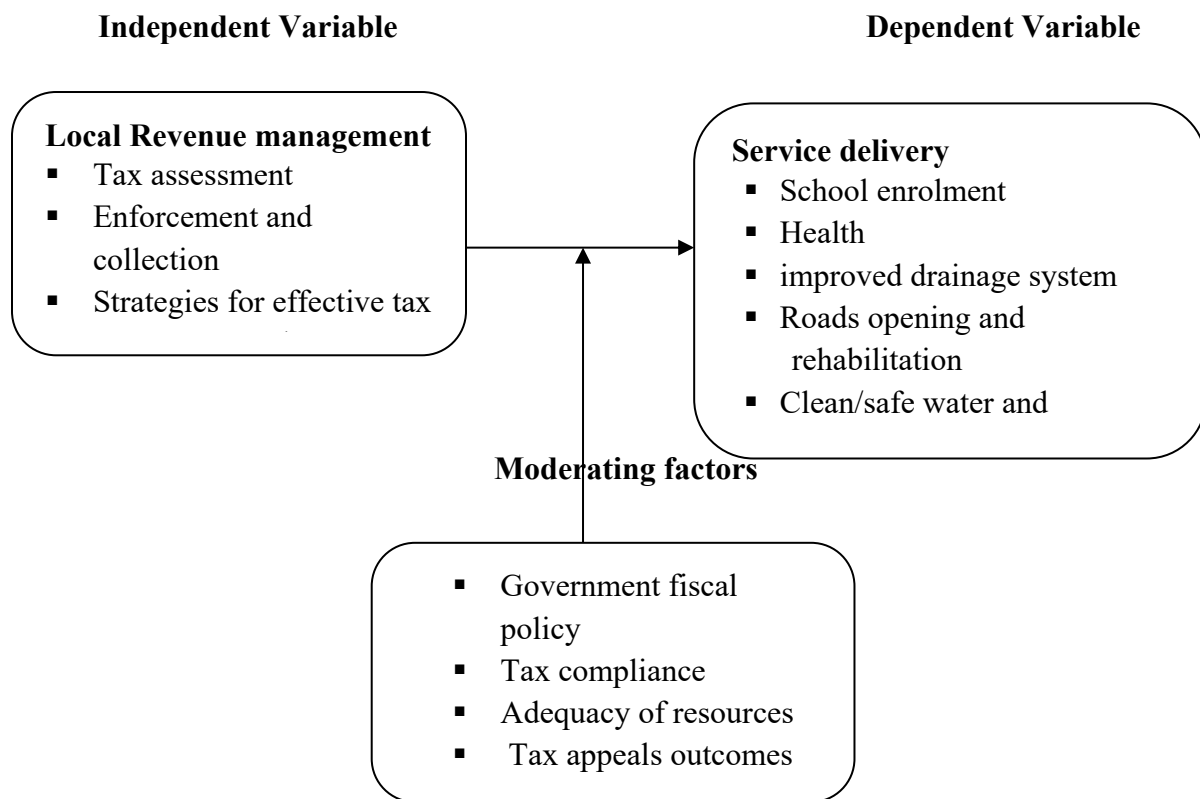 Independent Variable
Dependent Variable
Local Revenue management
▪ Tax assessment
▪ Enforcement and
collection
▪ Strategies for effective tax
Service delivery
▪ School enrolment
▪ Health
▪ improved drainage system
▪ Roads opening and
rehabilitation
▪ Clean/safe water and
Moderating factors
▪ Government fiscal
policy
▪ Tax compliance
▪ Adequacy of resources
▪ Tax appeals outcomes